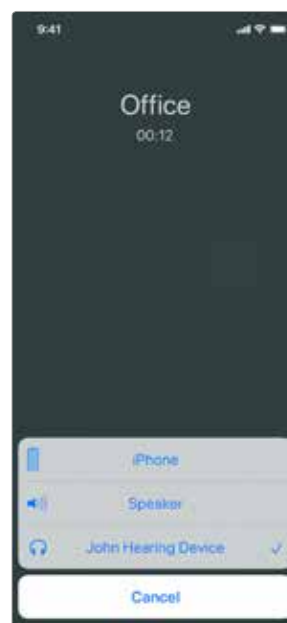 9:41
Office
00:12
iPhone
Speaker
John Hearing Device
Cancel